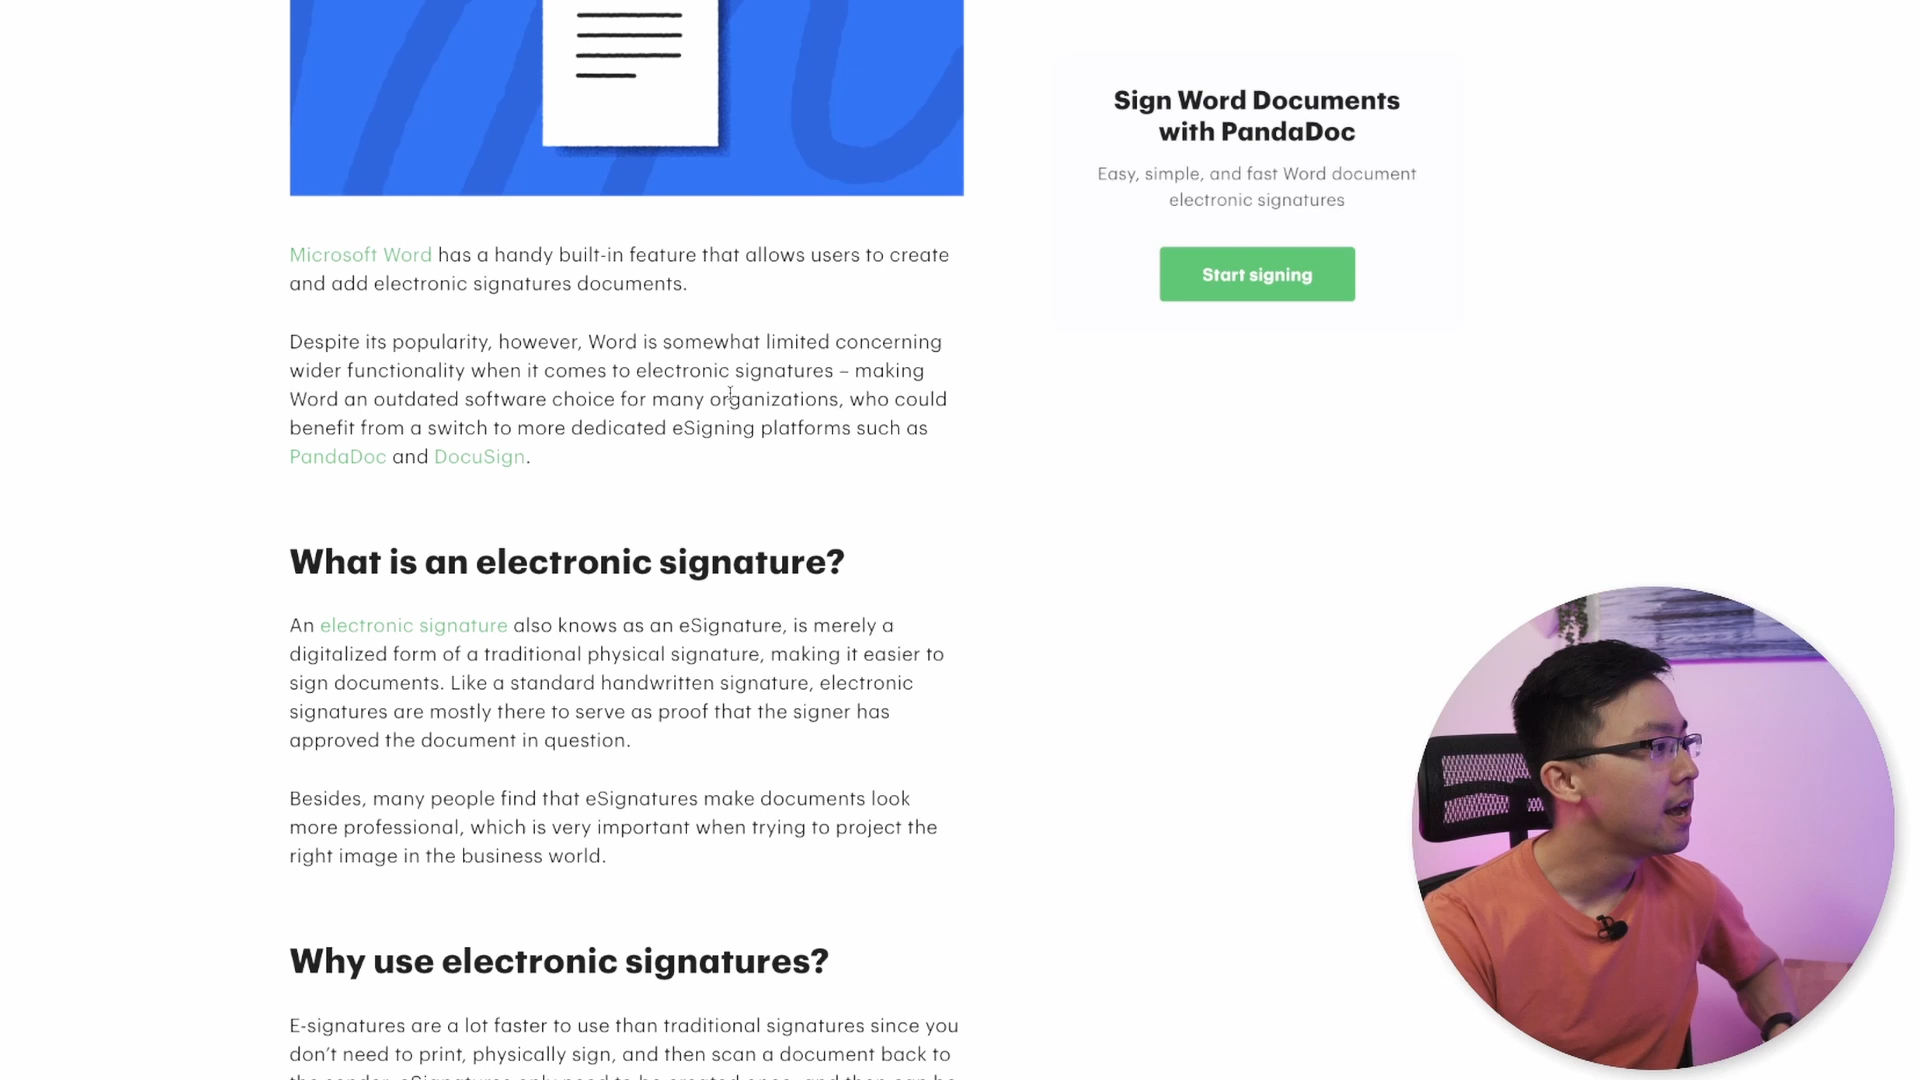 Sign Word Documents
with PandaDoc
Easy, simple, and fast Word document
electronic signatures
Start signing
Microsoft Word has a handy built-in feature that allows users to create
and add electronic signatures documents.
Despite its popularity, however, Word is somewhat limited concerning
wider functionality when it comes to electronic signatures – making
Word an outdated software choice for many organizations, who could
benefit from a switch to more dedicated eSigning platforms such as
PandaDoc and DocuSign.
What is an electronic signature?
An electronic signature also knows as an eSignature, is merely a
digitalized form of a traditional physical signature, making it easier to
sign documents. Like a standard handwritten signature, electronic
signatures are mostly there to serve as proof that the signer has
approved the document in question.
Besides, many people find that eSignatures make documents look
more professional, which is very important when trying to project the
right image in the business world.
Why use electronic signatures?
E-signatures are a lot faster to use than traditional signatures since you
don't need to print, physically sign, and then scan a document back to